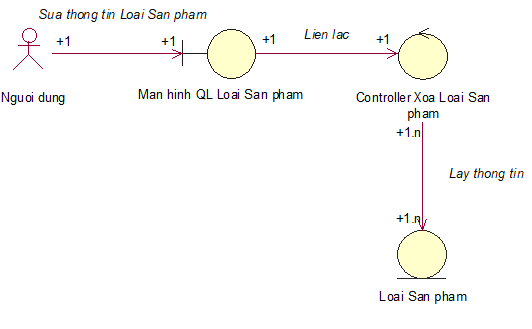 Sua thong tin Loai San pham
+1
+1
+1
Lien lac
+1
Nguoi dung
Man hinh QL Loai San pham
Controller Xoa Loai San
pham
+1.n
Lay thong tin
+1.n
Loai San pham